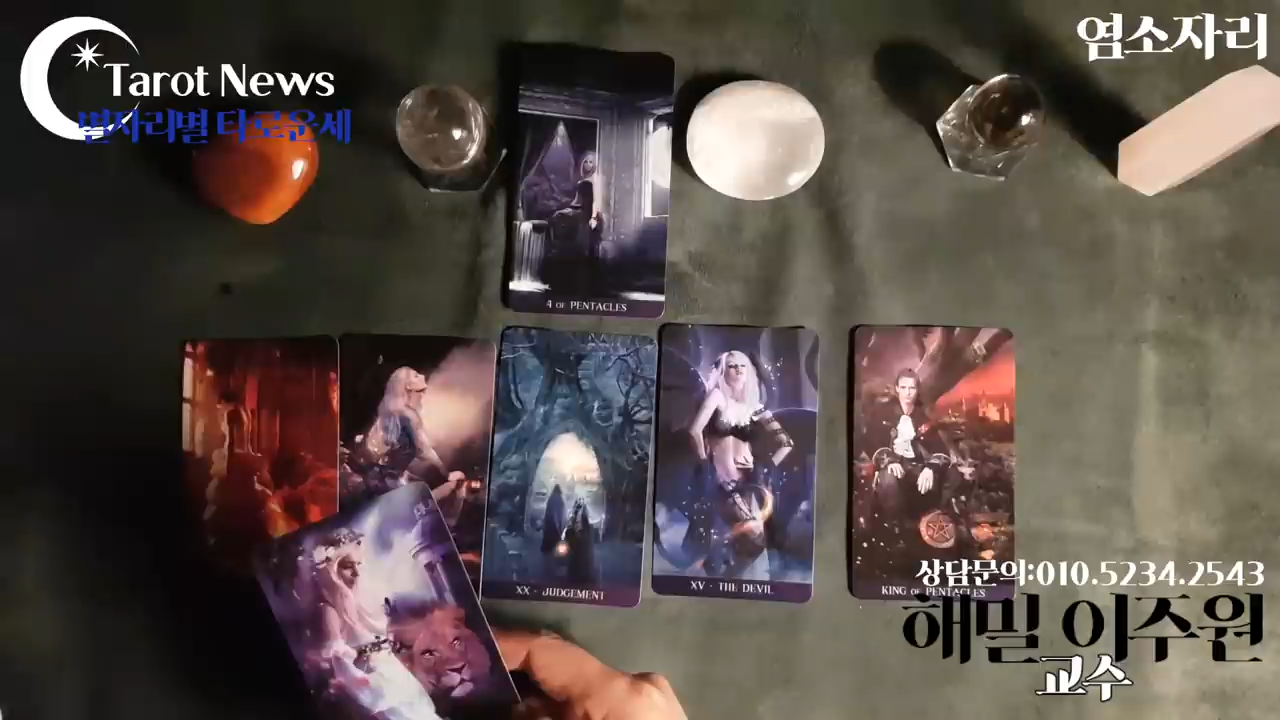 염소자리
Tarot News
별자리별 타로운세
4 OF PENTACLES
XX · JUDGEMENT
XV · THE DEVIL
KING OF PENTACLES
상담문의:010.5234.2543
해밀 이주원
교수